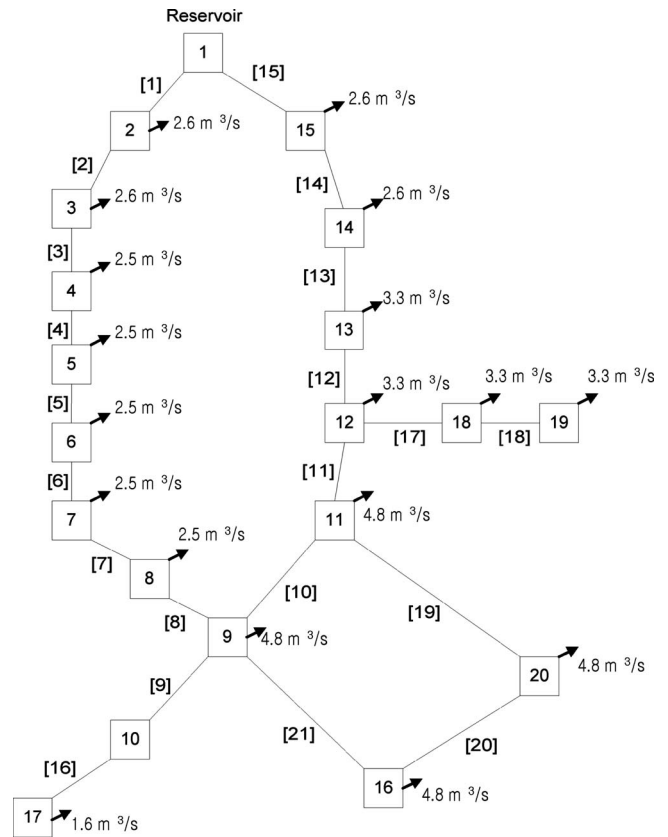 Reservoir
1
[1]
[15]
2
2.6 m ³/s
15
2.6 m ³/s
[2]
[14]
3
2.6 m ³/s
14
2.6 m ³/s
[3]
[13]
4
2.5 m ³/s
13
3.3 m ³/s
[4]
[12]
5
2.5 m ³/s
12
3.3 m ³/s
[17]
18
3.3 m ³/s
[18]
19
3.3 m ³/s
[5]
6
2.5 m ³/s
[11]
[6]
7
2.5 m ³/s
11
4.8 m ³/s
[7]
8
2.5 m ³/s
[10]
[19]
[8]
9
4.8 m ³/s
20
4.8 m ³/s
[9]
[21]
[20]
10
16
4.8 m ³/s
[16]
17
1.6 m ³/s